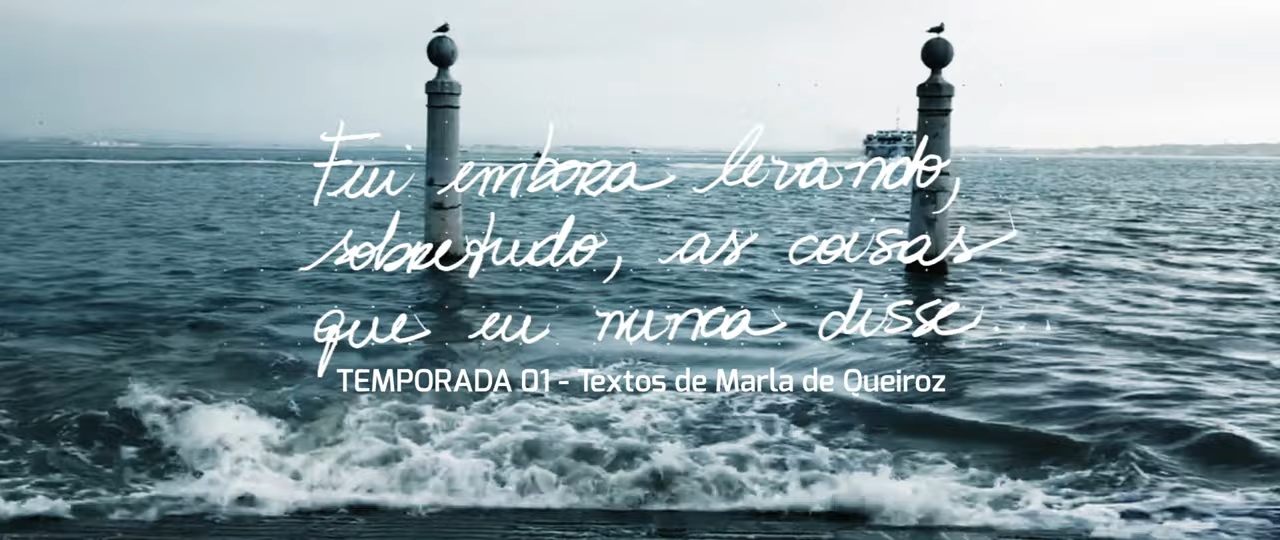 Fui embora levando,
sobretudo, as coisas
que eu nunca disse...
TEMPORADA 01 - Textos de Marla de Queiroz